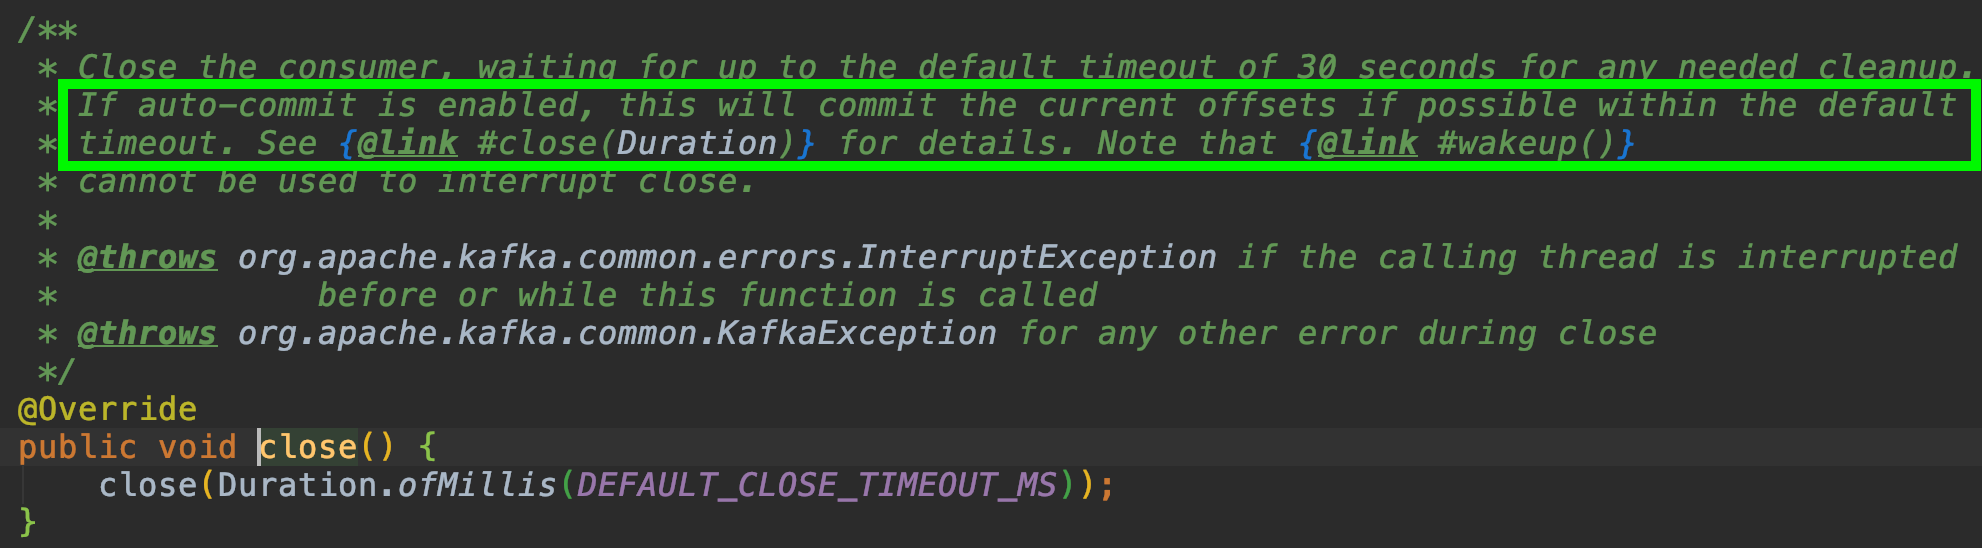 /**
* Close the consumer, waiting for up to the default timeout of 30 seconds for any needed cleanup.
* If auto-commit is enabled, this will commit the current offsets if possible within the default
* timeout. See {@link #close(Duration)} for details. Note that {@link #wakeup()}
* cannot be used to interrupt close.
*
* @throws org.apache.kafka.common.errors.InterruptException if the calling thread is interrupted
* before or while this function is called
* @throws org.apache.kafka.common.KafkaException for any other error during close
*/
@Override
public void close() {
close(Duration.ofMillis(DEFAULT_CLOSE_TIMEOUT_MS));
}